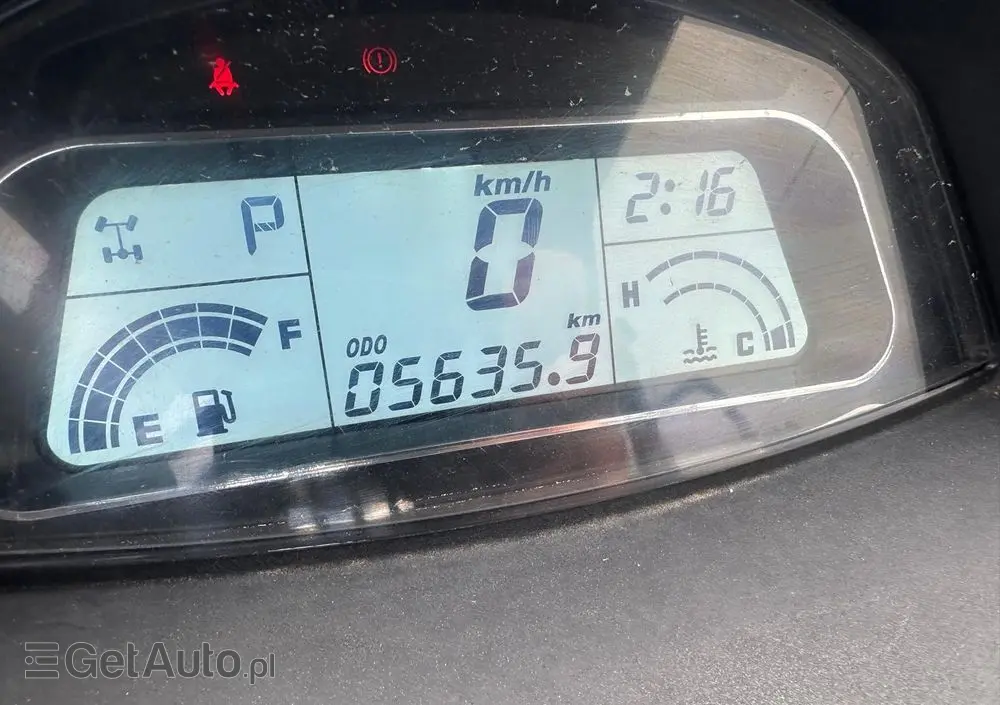 km/h
2:16
P
0
H
F
km
ODO
05635.9
C
E
GetAuto.pl